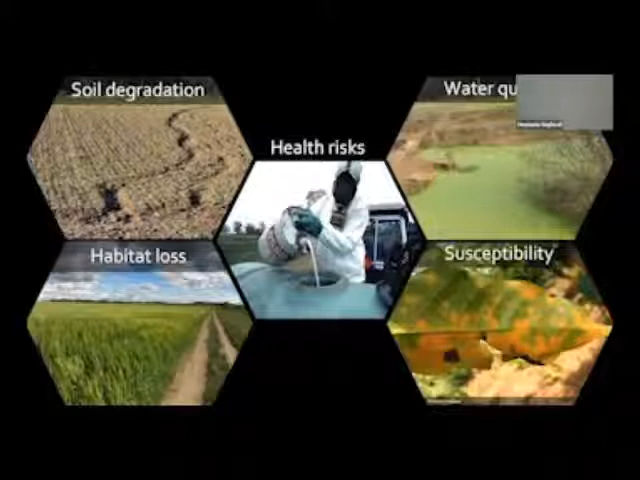 Soil degradation
Water qu
Health risks
Habitat loss
Susceptibility